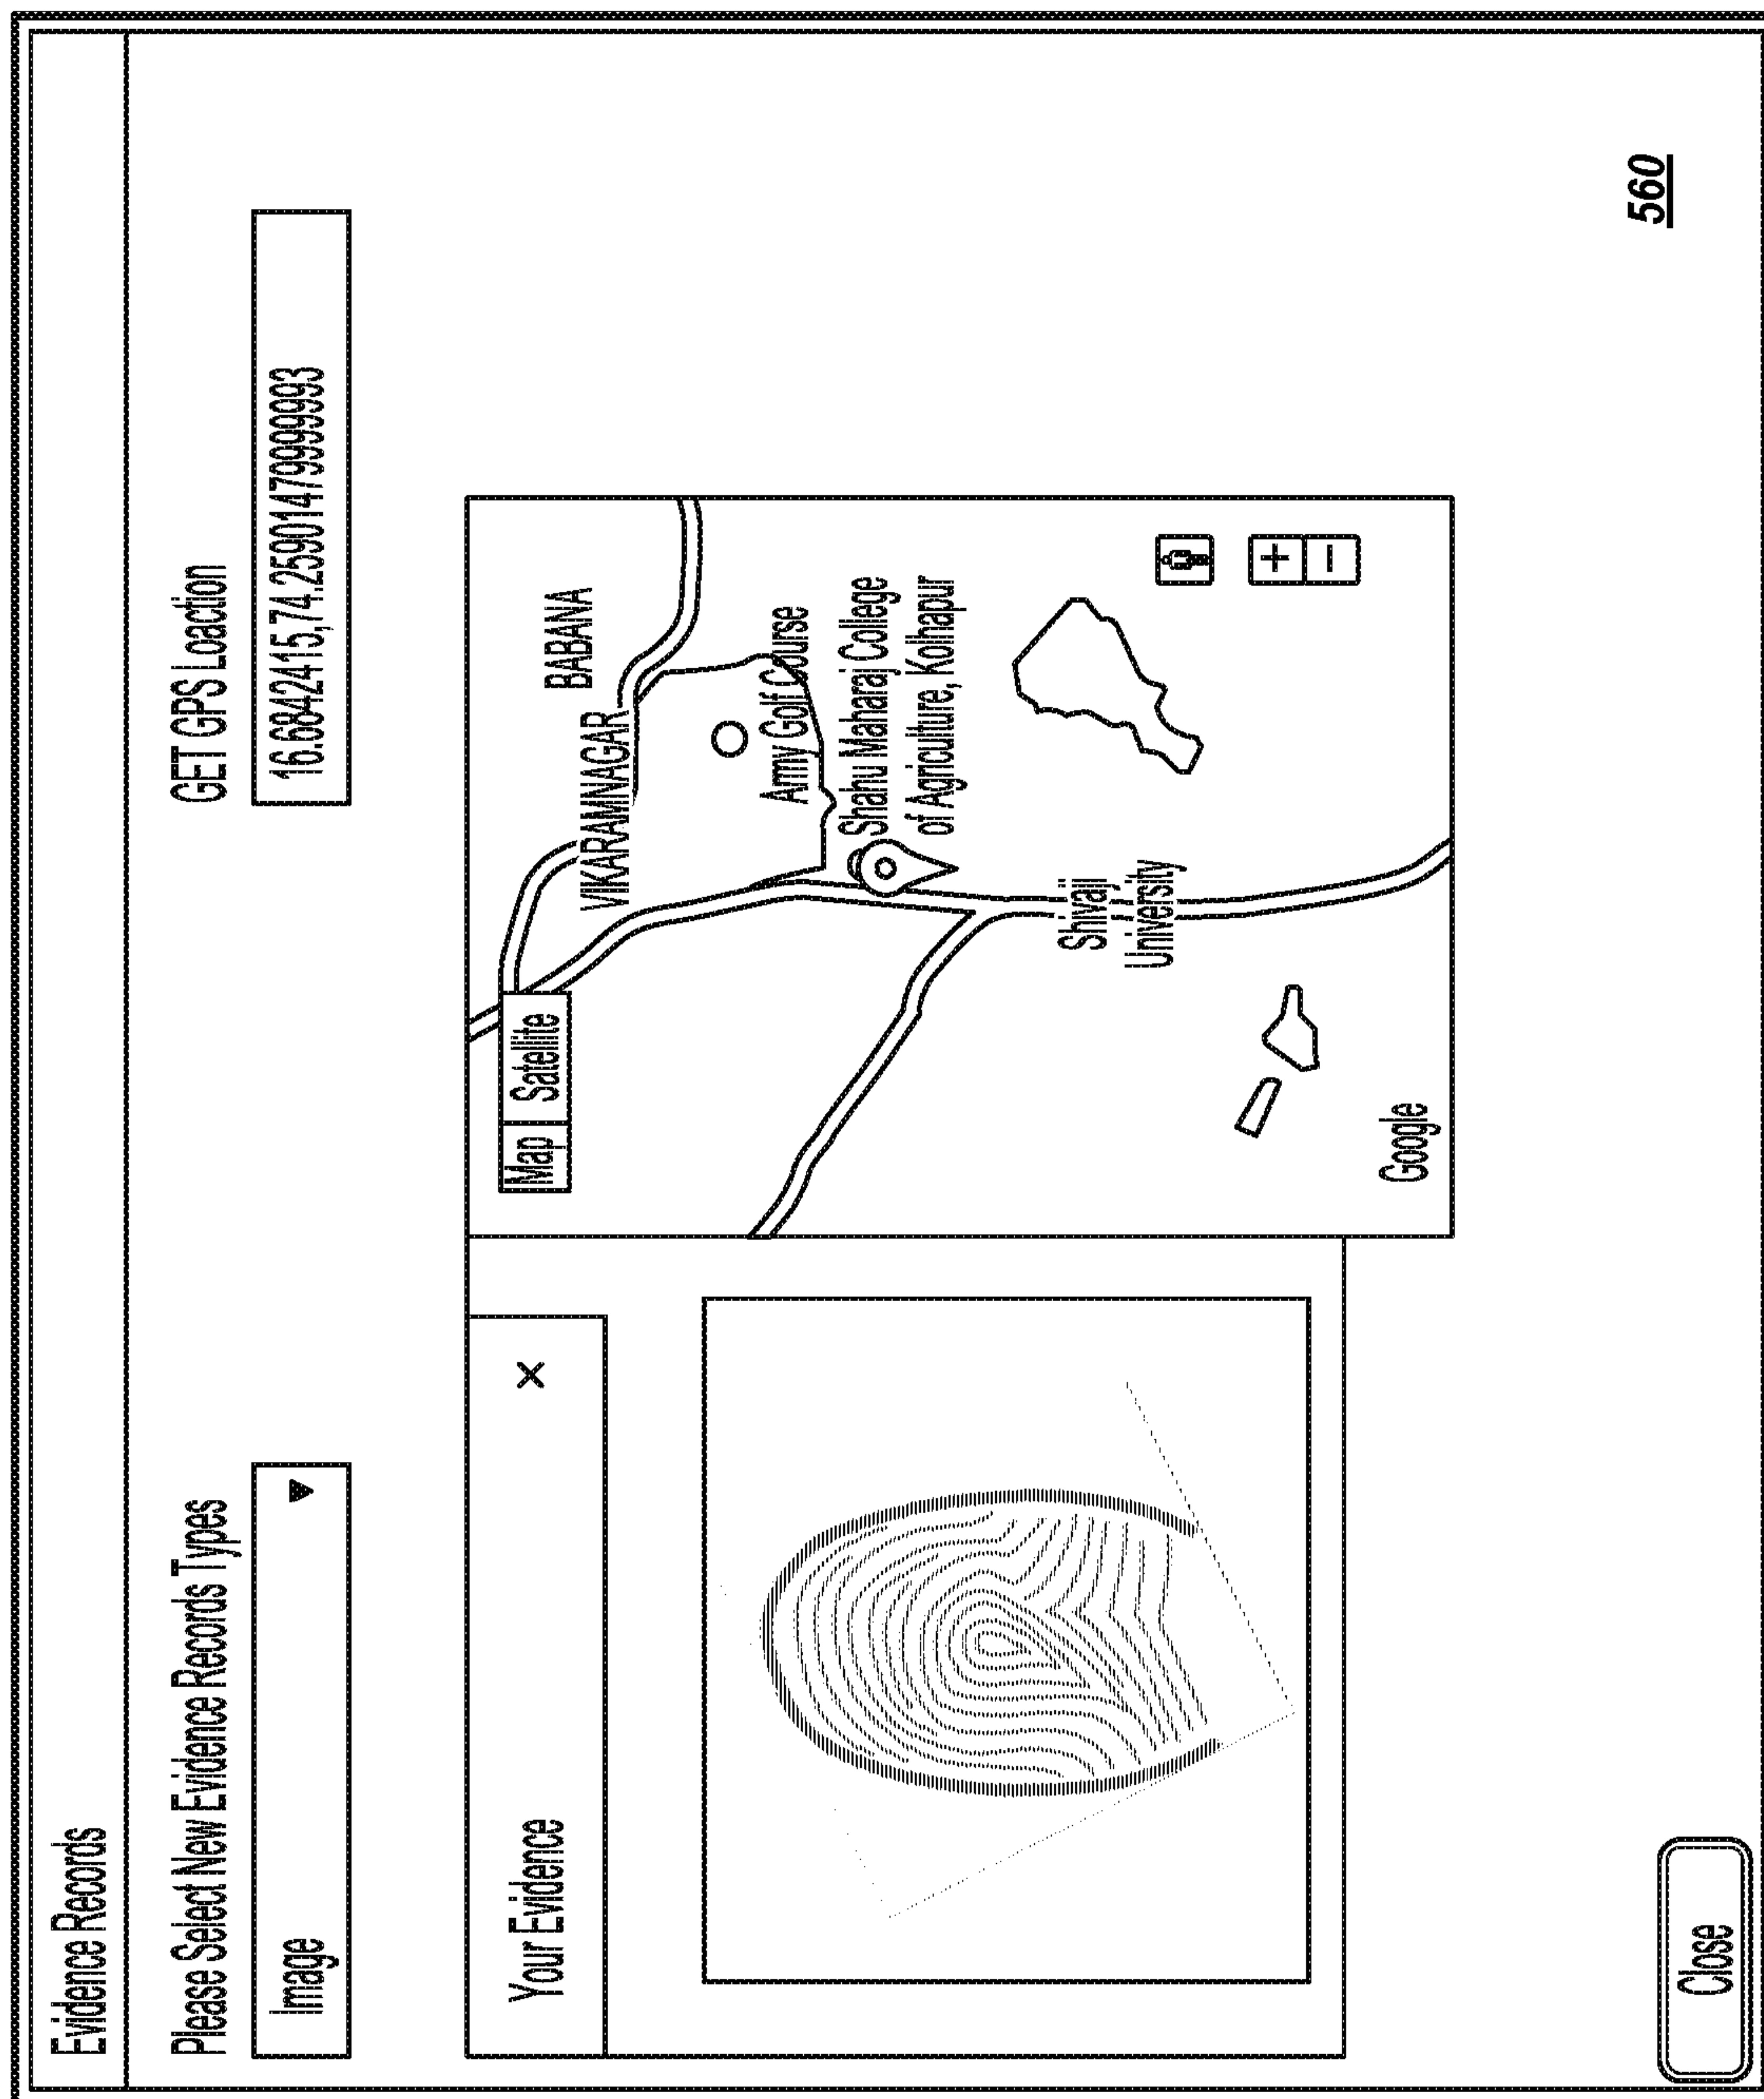 Evidence Records
Please Select New Evidence Records Types
GET GPS Loaction
Image
16.6842415,74.25901479999993
Your Evidence
×
Map
Satellite
VIKARAMNAGAR
BABANA
Army Golf Course
Shahu Maharaj College
of Agriculture, Kolhapur
Shivaji
University
+
−
Google
Close
560